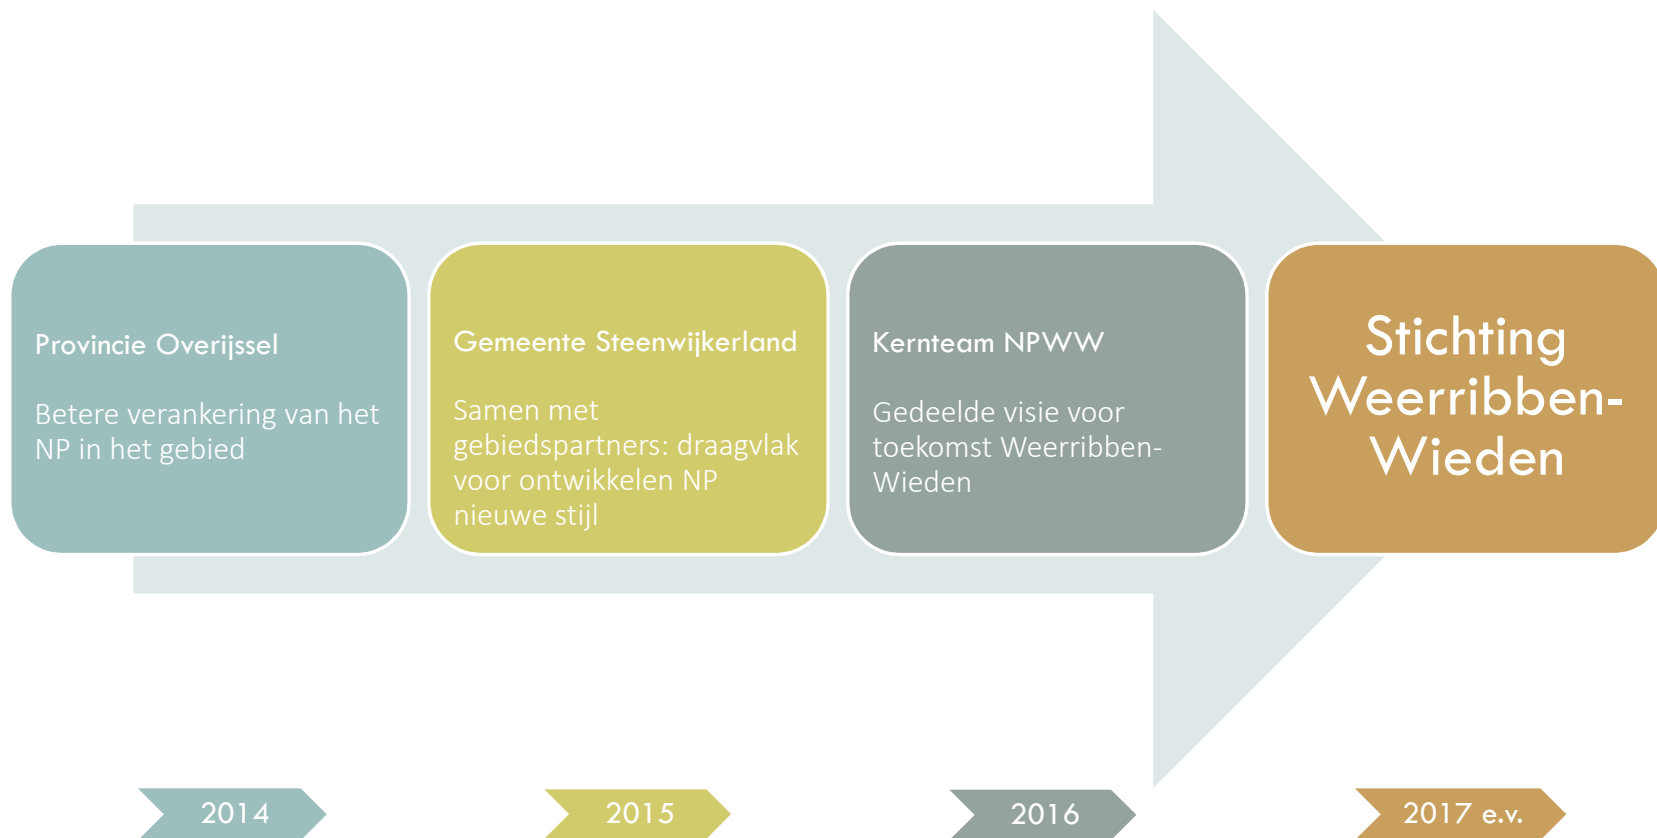 Provincie Overijssel
Betere verankering van het
NP in het gebied
Gemeente Steenwijkerland
Samen met
gebiedspartners: draagvlak
voor ontwikkelen NP
nieuwe stijl
Kernteam NPWW
Gedeelde visie voor
toekomst Weerribben-
Wieden
Stichting
Weerribben-
Wieden
2014
2015
2016
2017 e.v.